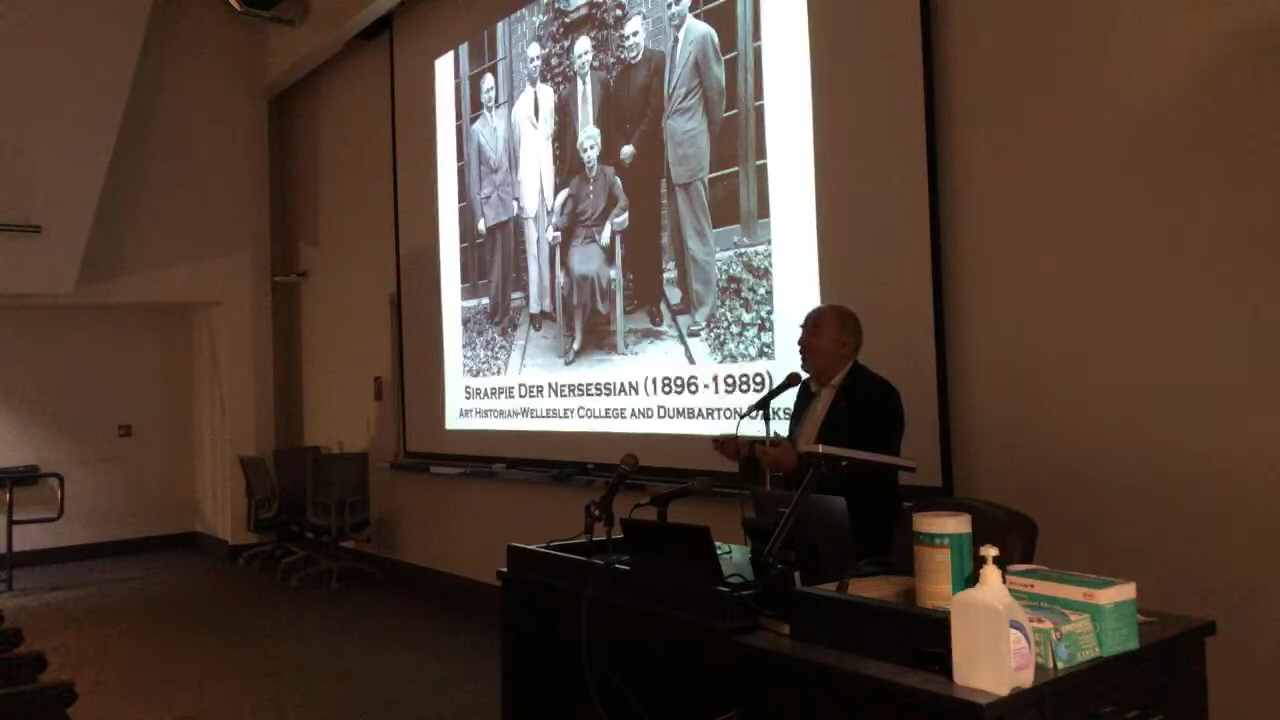 SIRARPIE DER NERSESSIAN (1896-1989)
ART HISTORIAN-WELLESLEY COLLEGE AND DUMBARTON OAKS